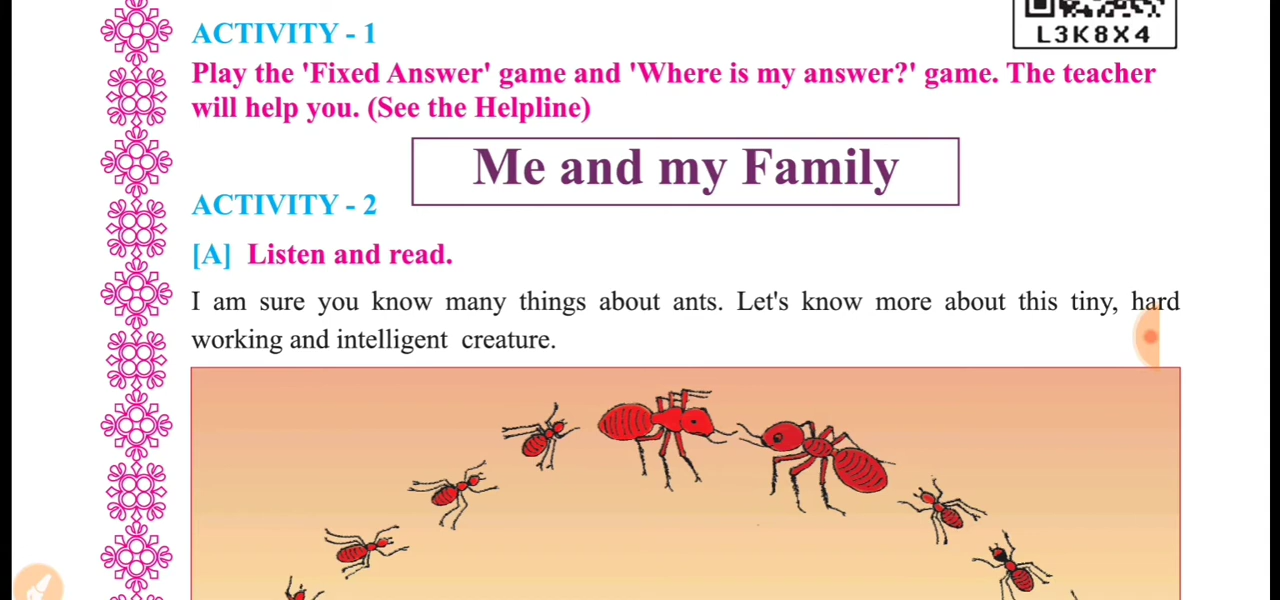 ACTIVITY - 1
L3K8X4
Play the 'Fixed Answer' game and 'Where is my answer?' game. The teacher
will help you. (See the Helpline)
Me and my Family
ACTIVITY - 2
[A] Listen and read.
I am sure you know many things about ants. Let's know more about this tiny, hard
working and intelligent creature.